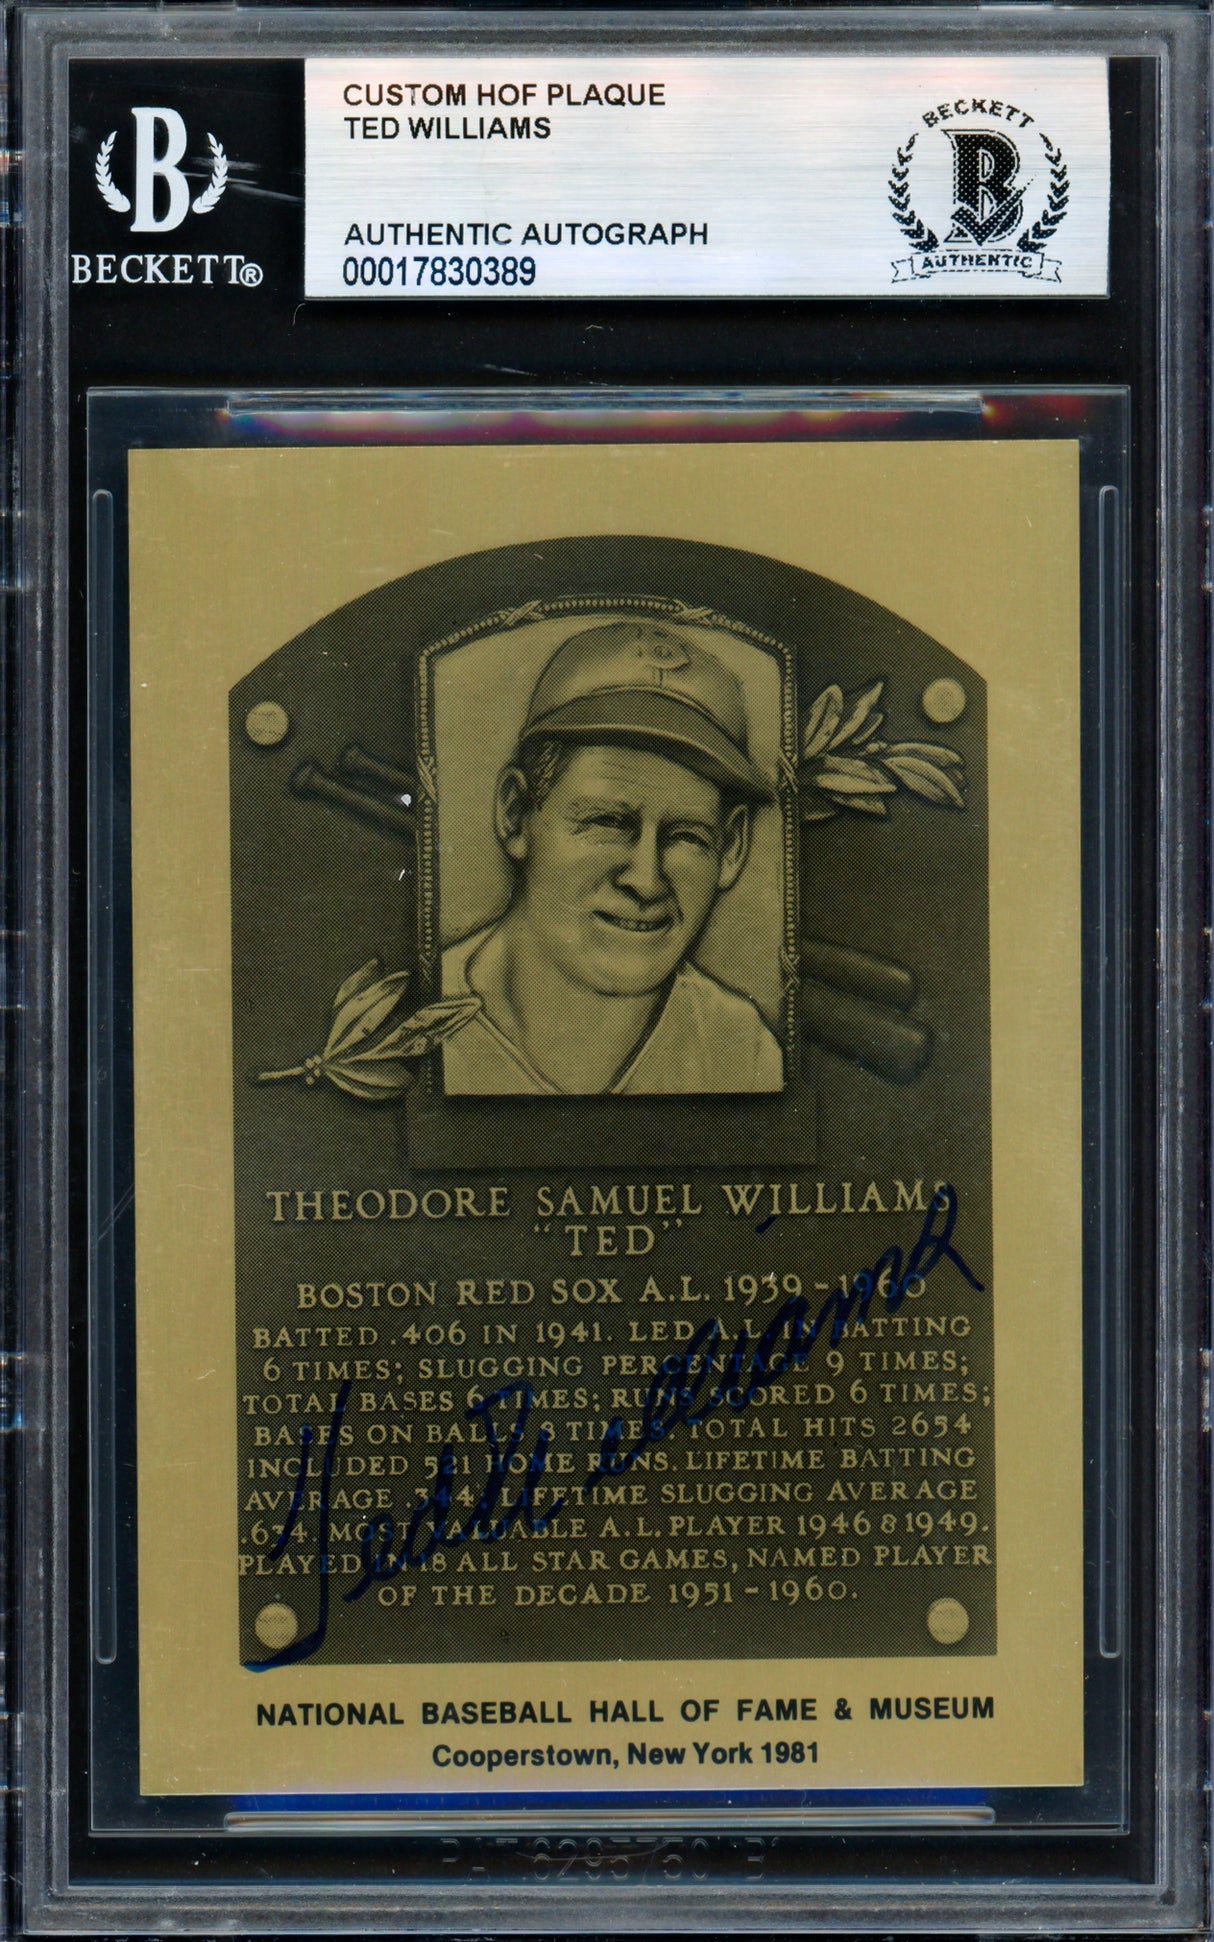 CUSTOM HOF PLAQUE
TED WILLIAMS
B
BECKETT®
AUTHENTIC AUTOGRAPH
00017830389
BECKETT
B
AUTHENTIC
B
THEODORE SAMUEL WILLIAMS
"TED"
BOSTON RED SOX A.L. 1939-1960
BATTED .406 IN 1941. LED A.L. IN BATTING
6 TIMES; SLUGGING PERCENTAGE 9 TIMES;
TOTAL BASES 6 TIMES; RUNS SCORED 6 TIMES;
BASES ON BALLS 8 TIMES. TOTAL HITS 2654
INCLUDED 521 HOME RUNS. LIFETIME BATTING
AVERAGE .344. LIFETIME SLUGGING AVERAGE
.634. MOST VALUABLE A.L. PLAYER 1946 & 1949.
PLAYED IN 18 ALL STAR GAMES, NAMED PLAYER
OF THE DECADE 1951-1960.
Ted Williams
NATIONAL BASEBALL HALL OF FAME & MUSEUM
Cooperstown, New York 1981